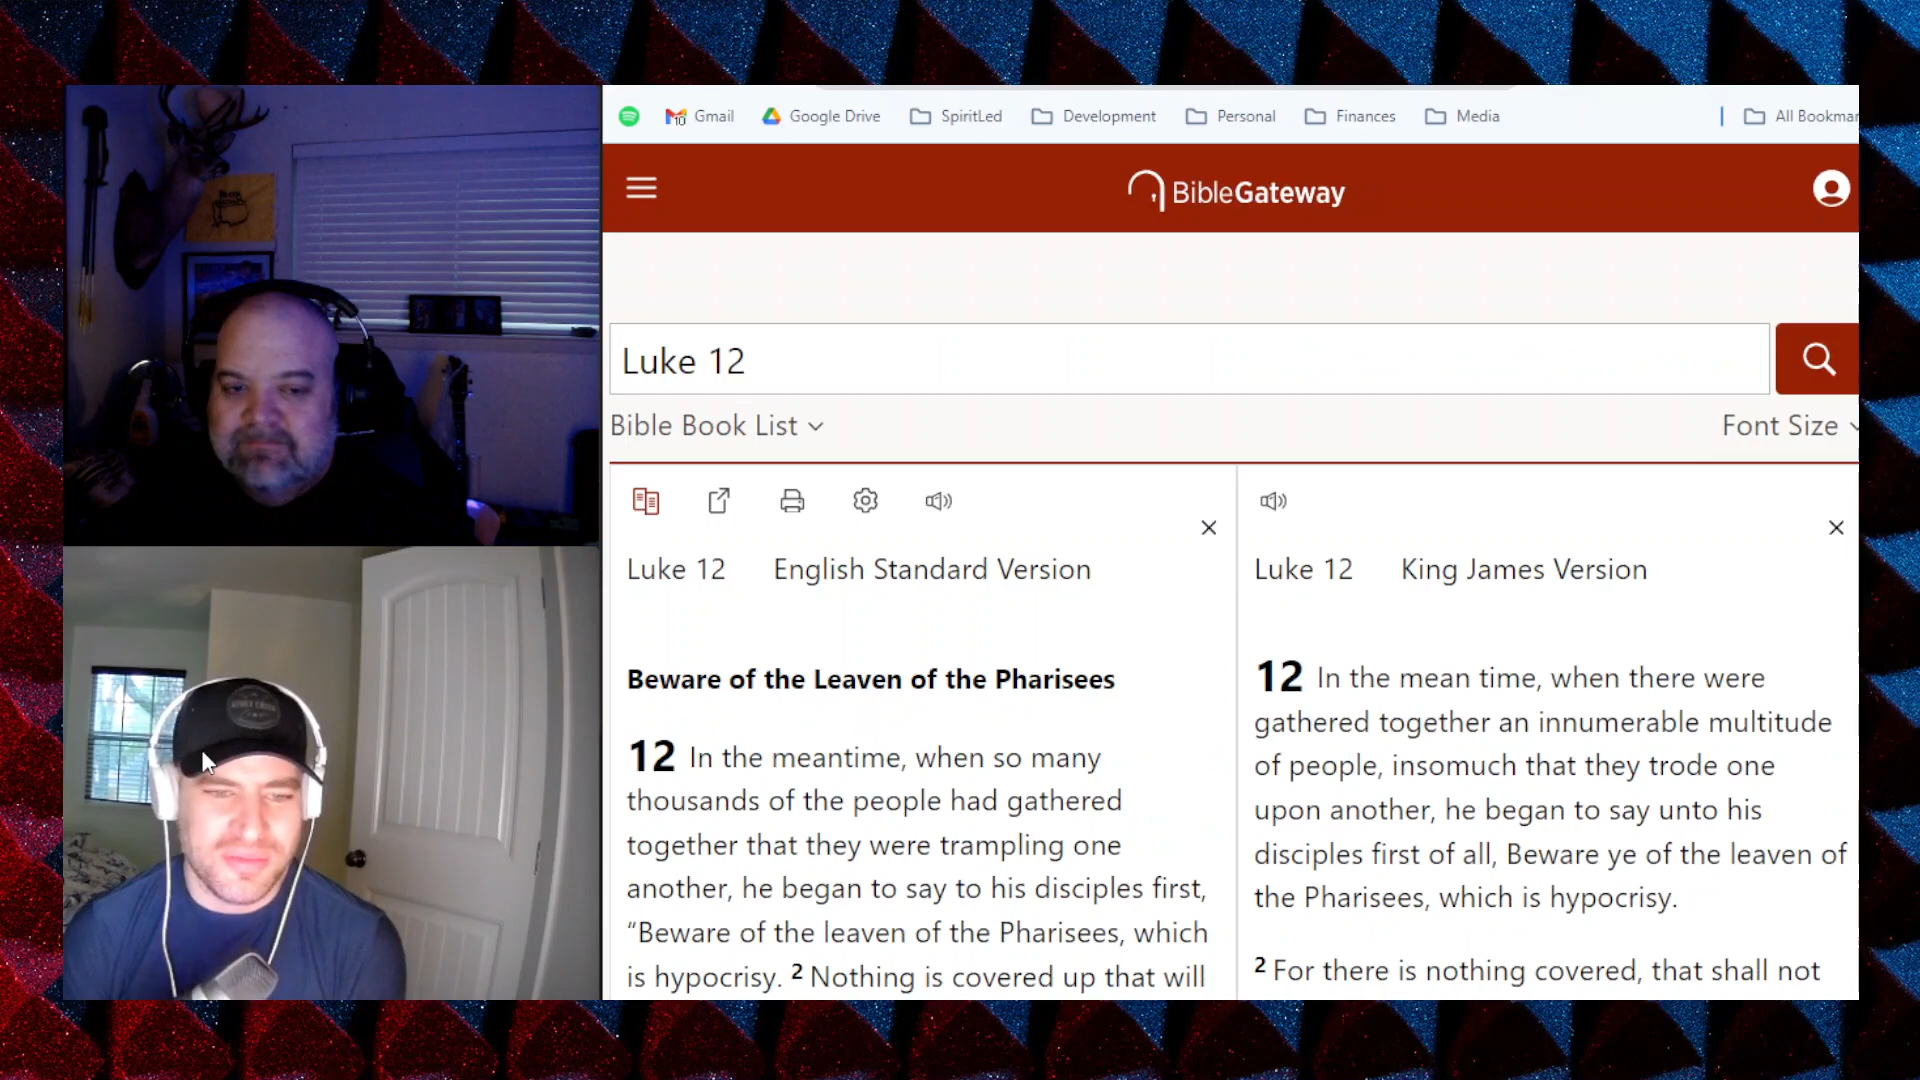 Gmail Google Drive SpiritLed Development Personal Finances Media All Bookmar
BibleGateway
Luke 12
Bible Book List Font Size
Luke 12 English Standard Version
Beware of the Leaven of the Pharisees
12 In the meantime, when so many
thousands of the people had gathered
together that they were trampling one
another, he began to say to his disciples first,
“Beware of the leaven of the Pharisees, which
is hypocrisy. 2 Nothing is covered up that will
Luke 12 King James Version
12 In the mean time, when there were
gathered together an innumerable multitude
of people, insomuch that they trode one
upon another, he began to say unto his
disciples first of all, Beware ye of the leaven of
the Pharisees, which is hypocrisy.
2 For there is nothing covered, that shall not